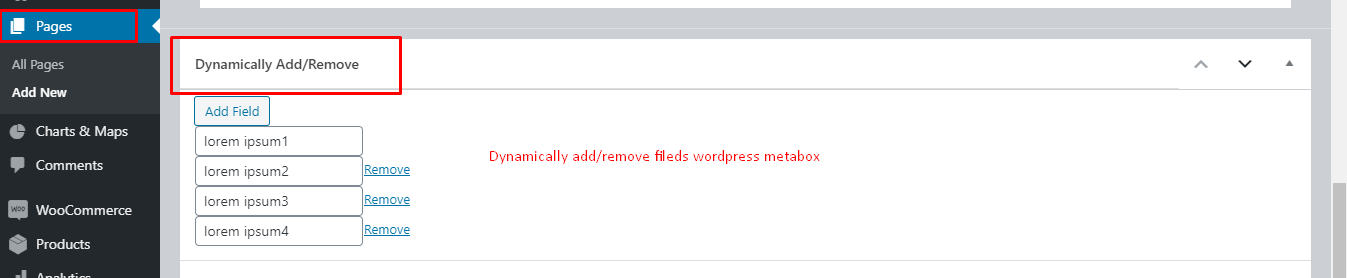 Pages
All Pages
Add New
Charts & Maps
Comments
WooCommerce
Products
Analytics
Dynamically Add/Remove
Add Field
lorem ipsum1
lorem ipsum2 Remove
lorem ipsum3 Remove
lorem ipsum4 Remove
Dynamically add/remove fileds wordpress metabox